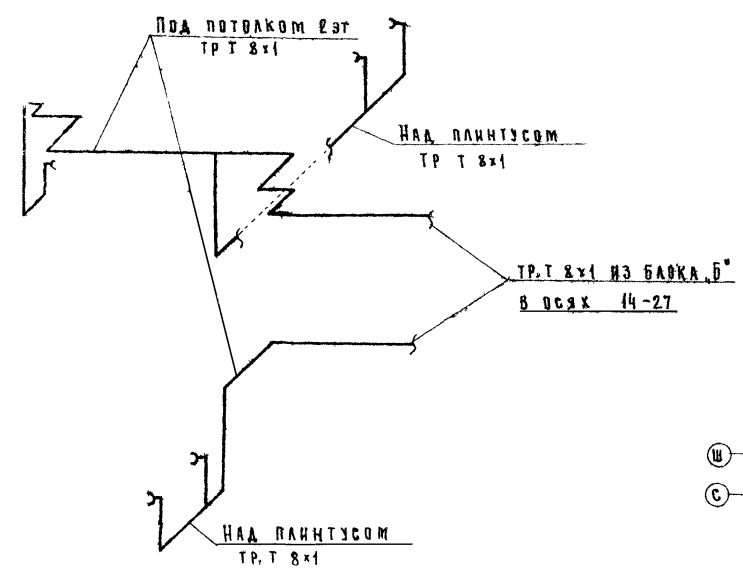 Под потолком 2эт
тр т 8х1
Над плинтусом
тр т 8х1
тр. т 8х1 из блока „Б"
в осях 14-27
Ш
С
Над плинтусом
тр. т 8х1